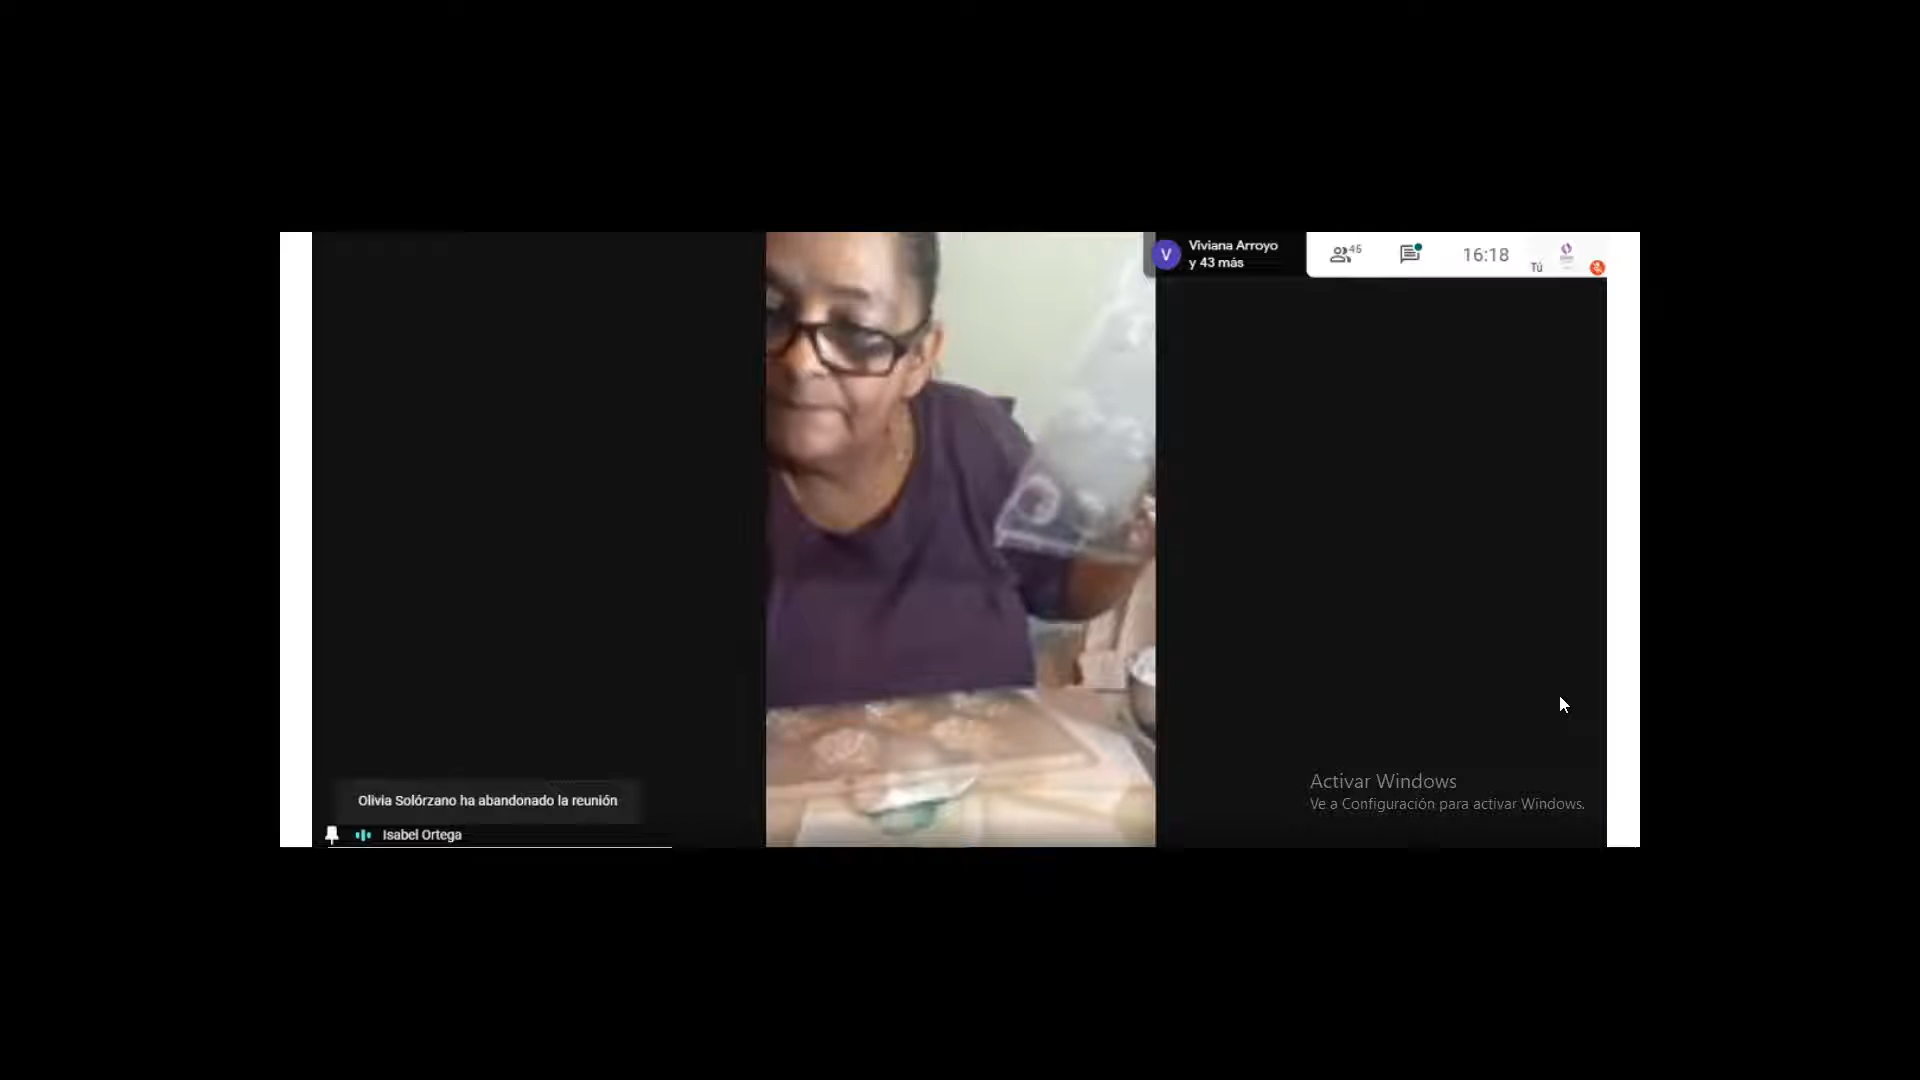 V
Viviana Arroyo
y 43 más
45
16:18
Tú
Olivia Solórzano ha abandonado la reunión
Isabel Ortega
Activar Windows
Ve a Configuración para activar Windows.